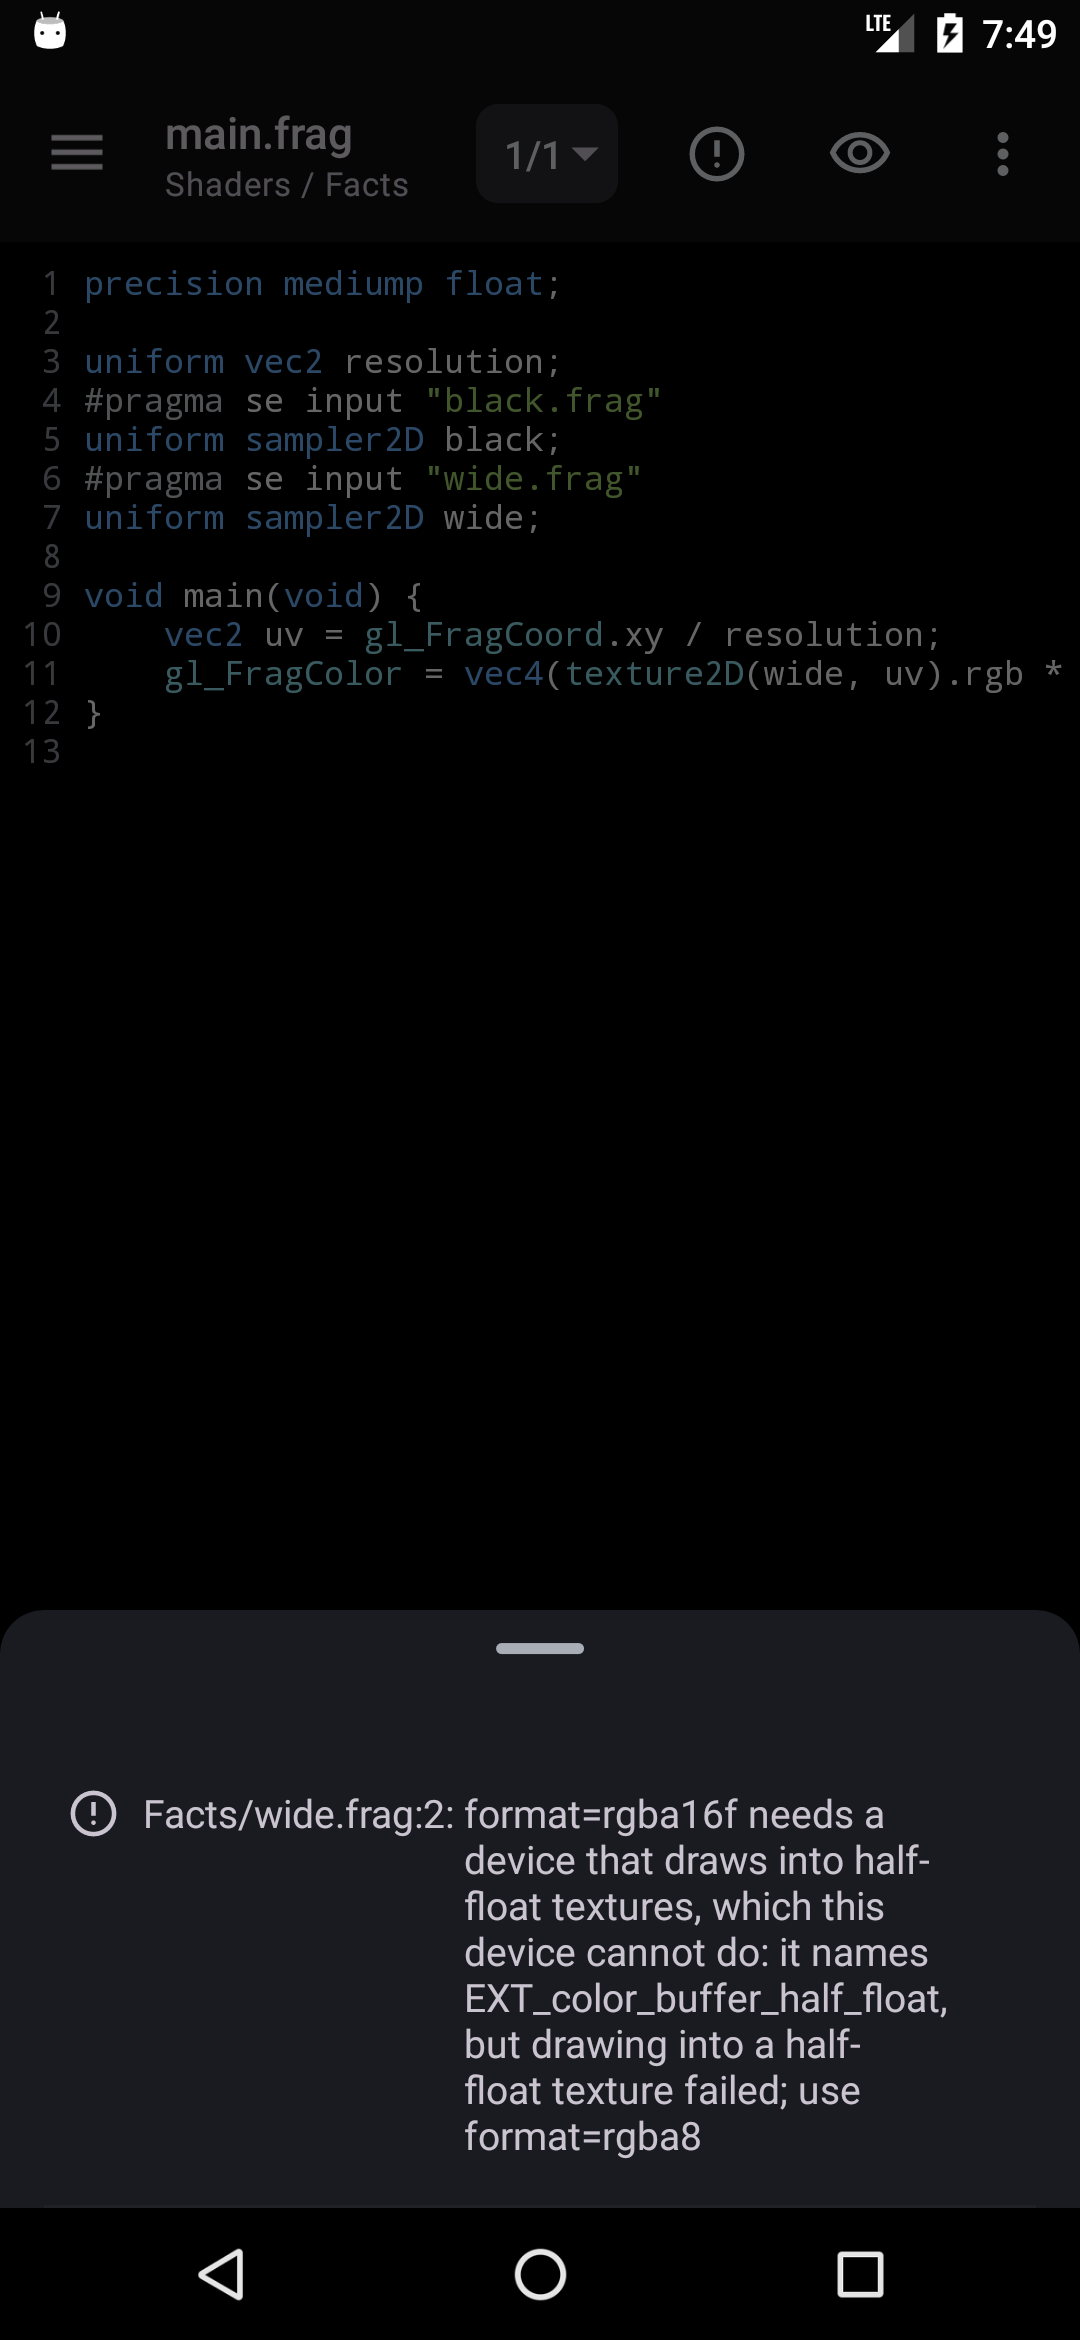 LTE 7:49
main.frag
Shaders / Facts
1/1
1 precision mediump float;
2
3 uniform vec2 resolution;
4 #pragma se input "black.frag"
5 uniform sampler2D black;
6 #pragma se input "wide.frag"
7 uniform sampler2D wide;
8
9 void main(void) {
10     vec2 uv = gl_FragCoord.xy / resolution;
11     gl_FragColor = vec4(texture2D(wide, uv).rgb *
12 }
13
Facts/wide.frag:2: format=rgba16f needs a
device that draws into half-
float textures, which this
device cannot do: it names
EXT_color_buffer_half_float,
but drawing into a half-
float texture failed; use
format=rgba8